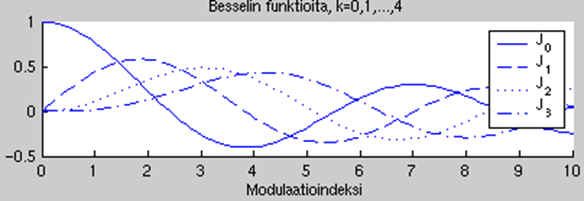 Besselin funktioita, k=0,1,...,4
1
0.5
0
−0.5
J0
J1
J2
J3
0 1 2 3 4 5 6 7 8 9 10
Modulaatioindeksi